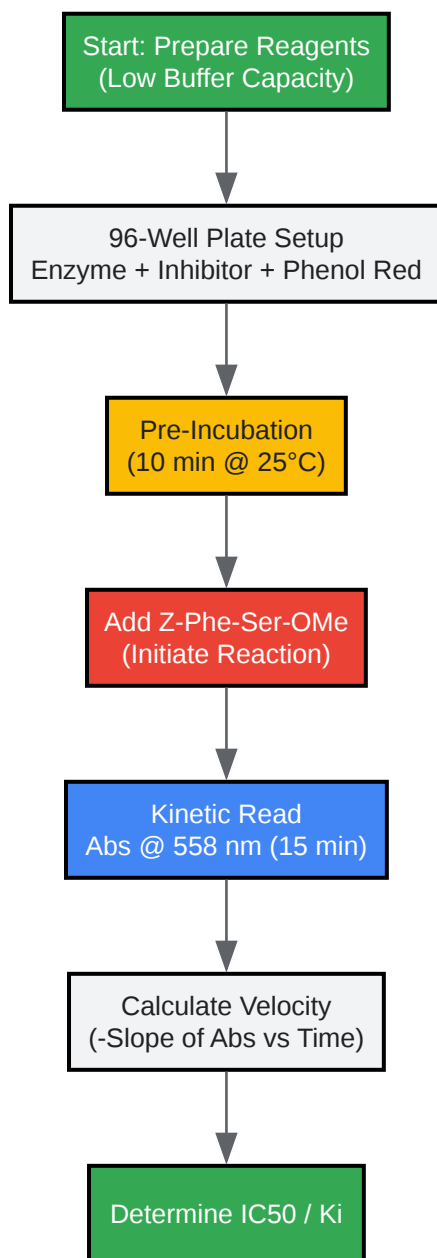 Start: Prepare Reagents
(Low Buffer Capacity)
96-Well Plate Setup
Enzyme + Inhibitor + Phenol Red
Pre-Incubation
(10 min @ 25°C)
Add Z-Phe-Ser-OMe
(Initiate Reaction)
Kinetic Read
Abs @ 558 nm (15 min)
Calculate Velocity
(-Slope of Abs vs Time)
Determine IC50 / Ki